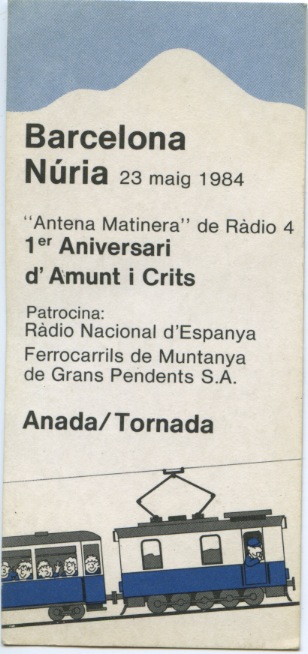 Barcelona
Núria 23 maig 1984
"Antena Matinera" de Ràdio 4
1er Aniversari
d'Amunt i Crits
Patrocina:
Ràdio Nacional d'Espanya
Ferrocarrils de Muntanya
de Grans Pendents S.A.
Anada/Tornada